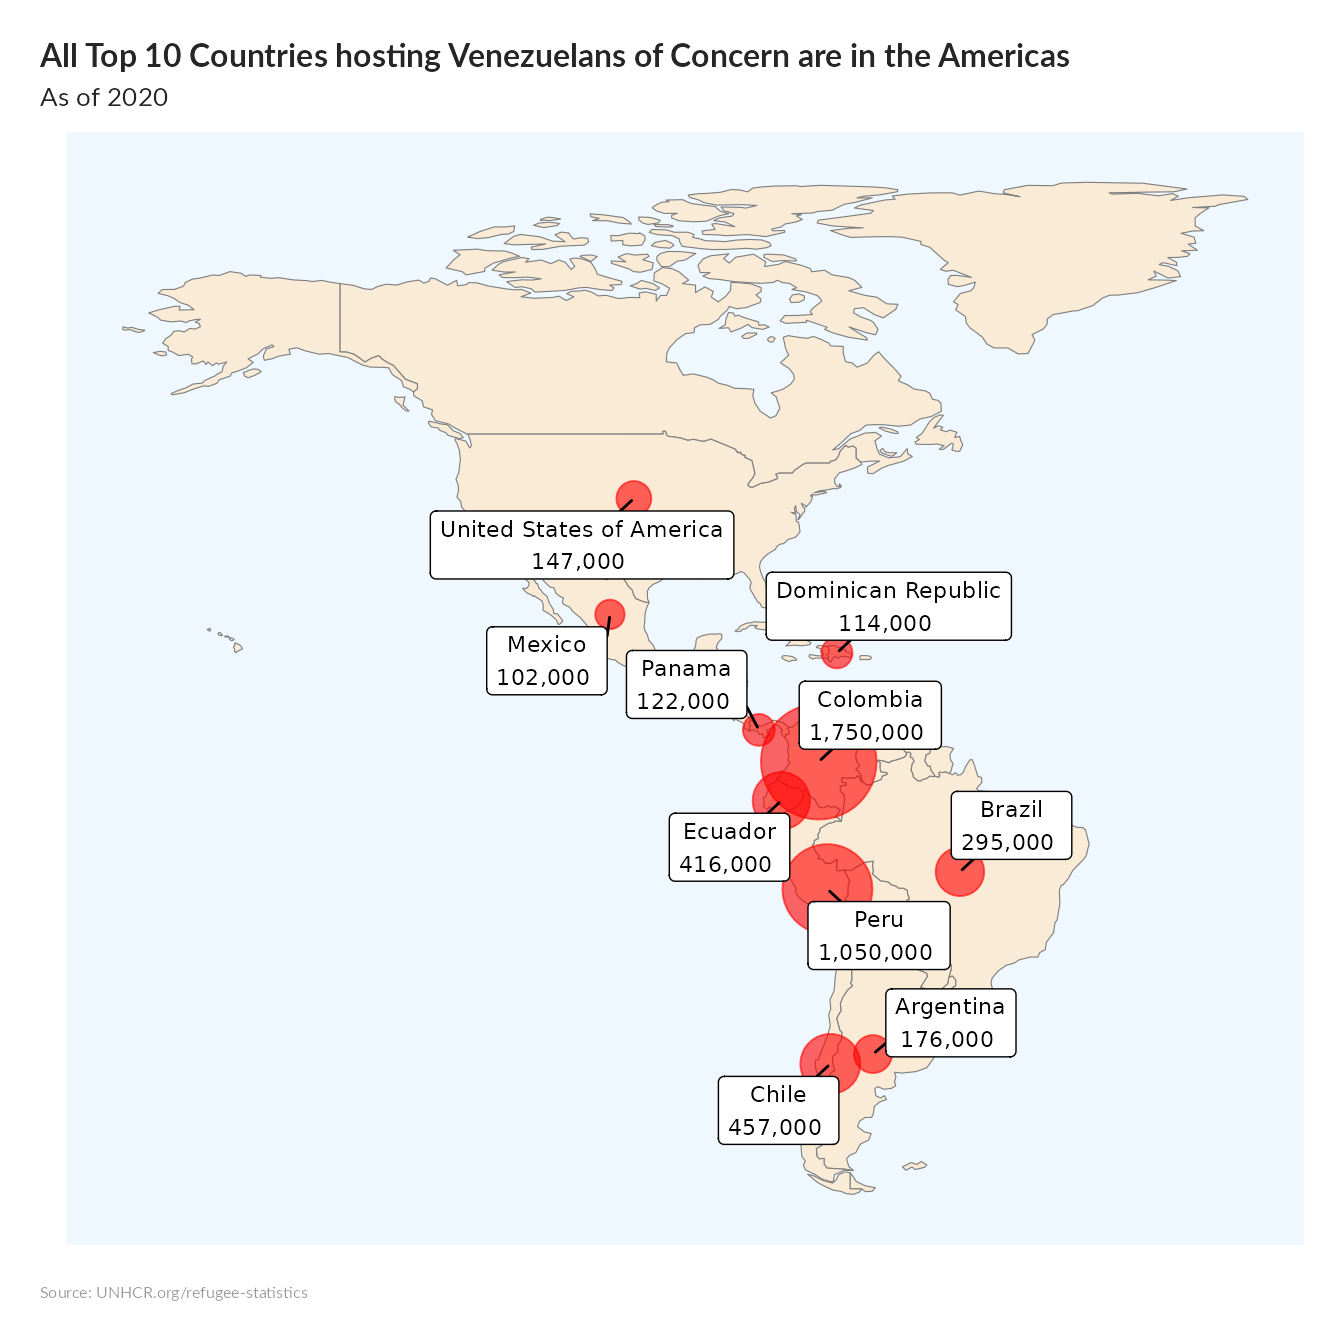 All Top 10 Countries hosting Venezuelans of Concern are in the Americas
As of 2020
United States of America
147,000
Dominican Republic
114,000
Mexico
102,000
Panama
122,000
Colombia
1,750,000
Brazil
295,000
Ecuador
416,000
Peru
1,050,000
Argentina
176,000
Chile
457,000
Source: UNHCR.org/refugee-statistics